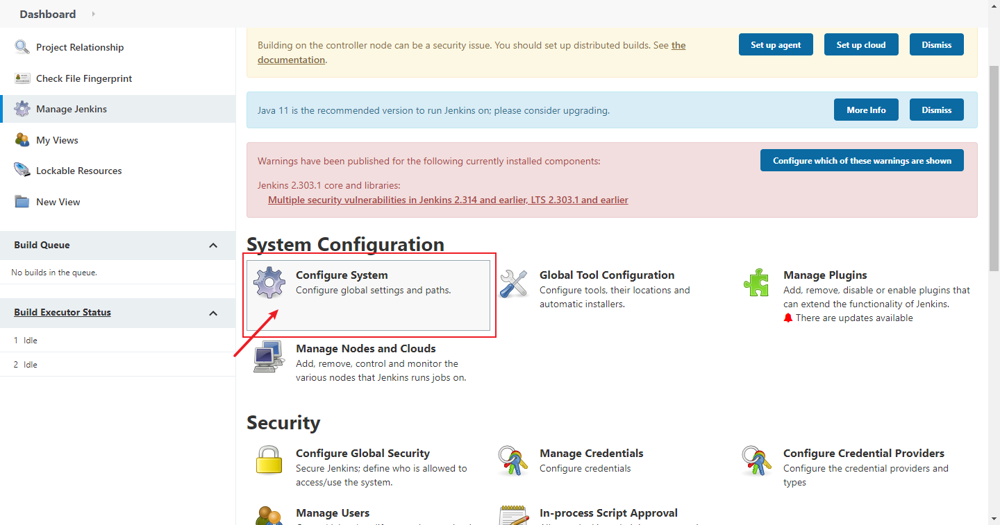 Dashboard
Project Relationship
Check File Fingerprint
Manage Jenkins
My Views
Lockable Resources
New View
Build Queue
No builds in the queue.
Build Executor Status
1 Idle
2 Idle
Building on the controller node can be a security issue. You should set up distributed builds. See the
documentation.
Set up agent
Set up cloud
Dismiss
Java 11 is the recommended version to run Jenkins on; please consider upgrading.
More Info
Dismiss
Warnings have been published for the following currently installed components:
Configure which of these warnings are shown
Jenkins 2.303.1 core and libraries:
Multiple security vulnerabilities in Jenkins 2.314 and earlier, LTS 2.303.1 and earlier
System Configuration
Configure System
Configure global settings and paths.
Global Tool Configuration
Configure tools, their locations and
automatic installers.
Manage Plugins
Add, remove, disable or enable plugins that
can extend the functionality of Jenkins.
There are updates available
Manage Nodes and Clouds
Add, remove, control and monitor the
various nodes that Jenkins runs jobs on.
Security
Configure Global Security
Secure Jenkins; define who is allowed to
access/use the system.
Manage Credentials
Configure credentials
Configure Credential Providers
Configure the credential providers and
types
Manage Users
In-process Script Approval